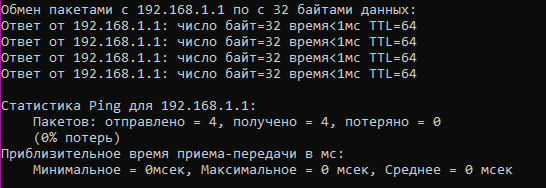 Обмен пакетами с 192.168.1.1 по с 32 байтами данных:
Ответ от 192.168.1.1: число байт=32 время<1мс TTL=64
Ответ от 192.168.1.1: число байт=32 время<1мс TTL=64
Ответ от 192.168.1.1: число байт=32 время<1мс TTL=64
Ответ от 192.168.1.1: число байт=32 время<1мс TTL=64
Статистика Ping для 192.168.1.1:
Пакетов: отправлено = 4, получено = 4, потеряно = 0
(0% потерь)
Приблизительное время приема-передачи в мс:
Минимальное = 0мсек, Максимальное = 0 мсек, Среднее = 0 мсек